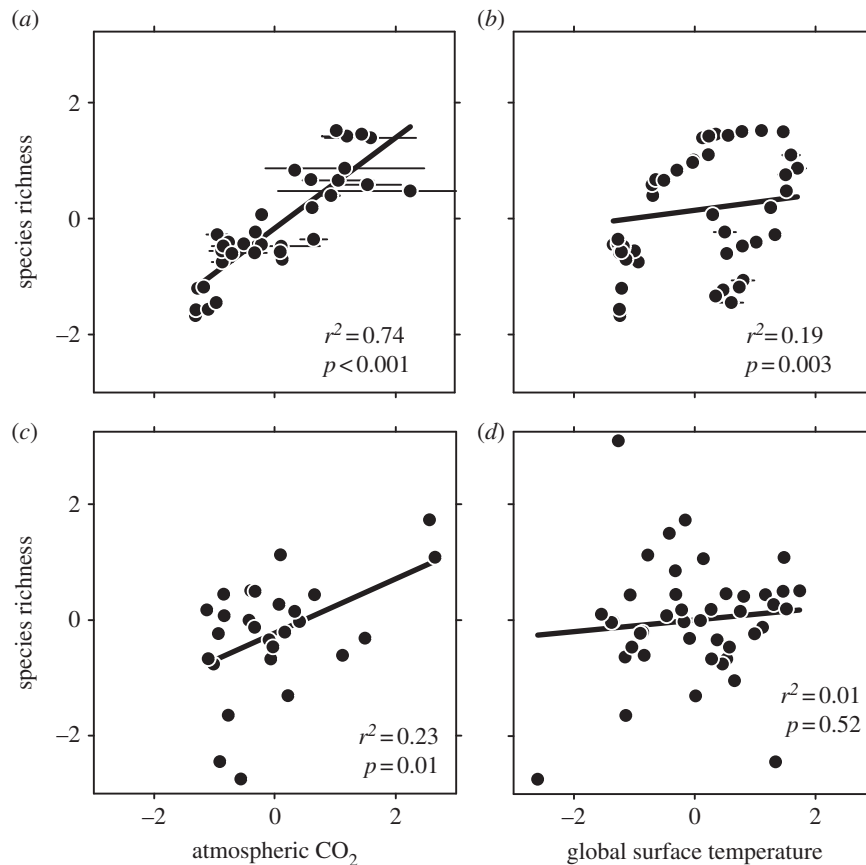 (a)
(b)
species richness
2
0
−2
r² = 0.74
p < 0.001
r² = 0.19
p = 0.003
(c)
(d)
species richness
2
0
−2
r² = 0.23
p = 0.01
r² = 0.01
p = 0.52
−2 0 2
−2 0 2
atmospheric CO₂
global surface temperature